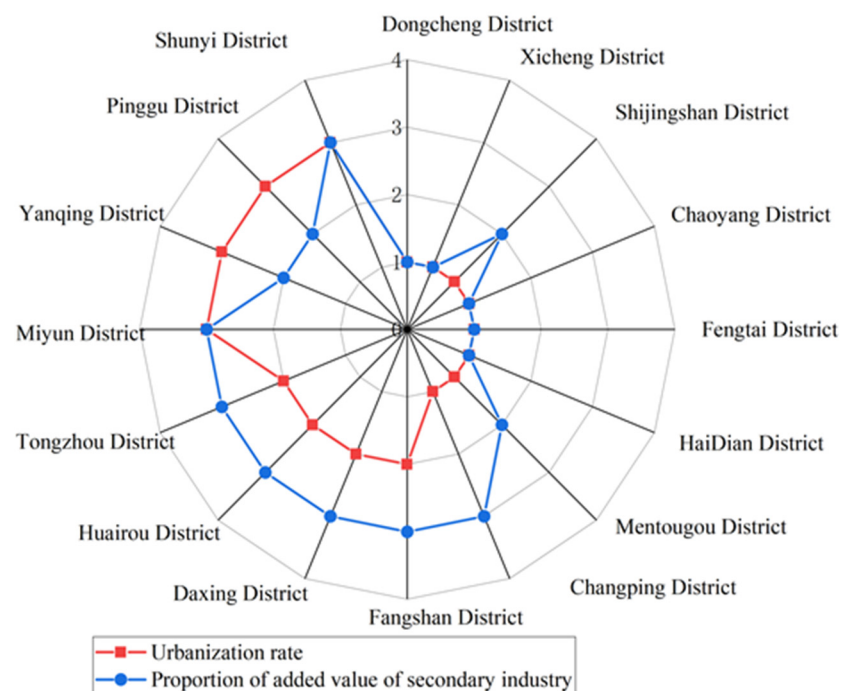 Dongcheng District
Shunyi District
Xicheng District
4
Pinggu District
Shijingshan District
3
2
Yanqing District
Chaoyang District
1
Miyun District
0
Fengtai District
Tongzhou District
HaiDian District
Huairou District
Mentougou District
Daxing District
Changping District
Fangshan District
Urbanization rate
Proportion of added value of secondary industry